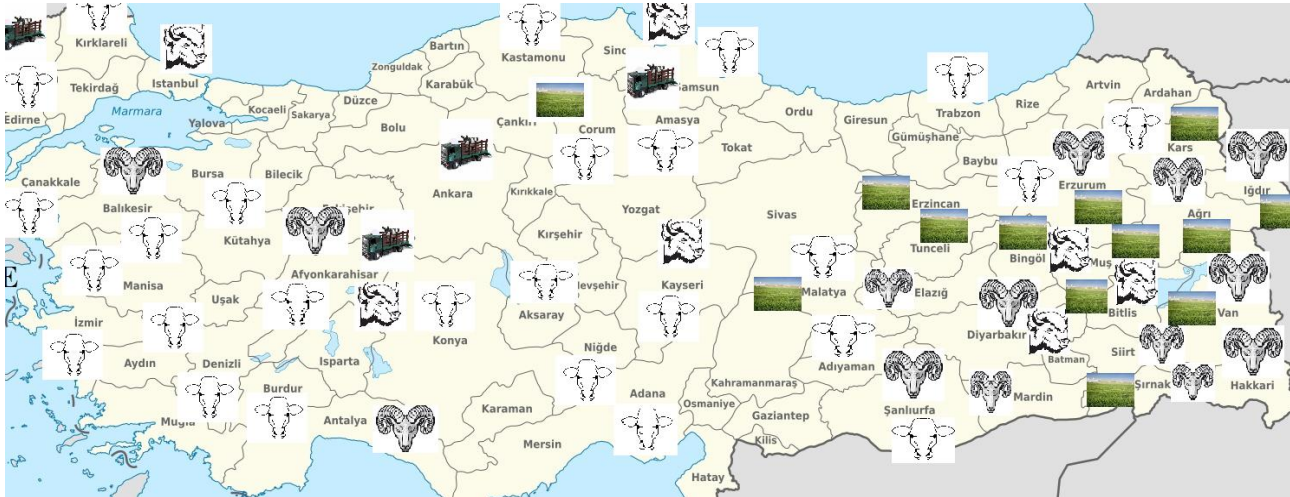 Kırklareli
Tekirdağ
Istanbul
Edirne
Marmara
Yalova
Kocaeli
Sakarya
Düzce
Zonguldak
Bartın
Karabük
Kastamonu
Bolu
Çankırı
Corum
Amasya
Tokat
Ordu
Giresun
Trabzon
Gümüşhane
Rize
Artvin
Ardahan
Kars
Baybu
Erzurum
Iğdır
Ağrı
Çanakkale
Bursa
Bilecik
Balıkesir
Kütahya
Ankara
Kırıkkale
Yozgat
Sivas
Erzincan
Tunceli
Bingöl
Muş
E
Manisa
Uşak
Afyonkarahisar
Kırşehir
Aksaray
Kayseri
Malatya
Elazığ
Diyarbakır
Bitlis
Van
İzmir
Aydın
Denizli
Isparta
Konya
Niğde
Adıyaman
Batman
Siirt
Şırnak
Hakkari
Burdur
Antalya
Karaman
Mersin
Adana
Kahramanmaraş
Osmaniye
Gaziantep
Kilis
Şanlıurfa
Mardin
Hatay